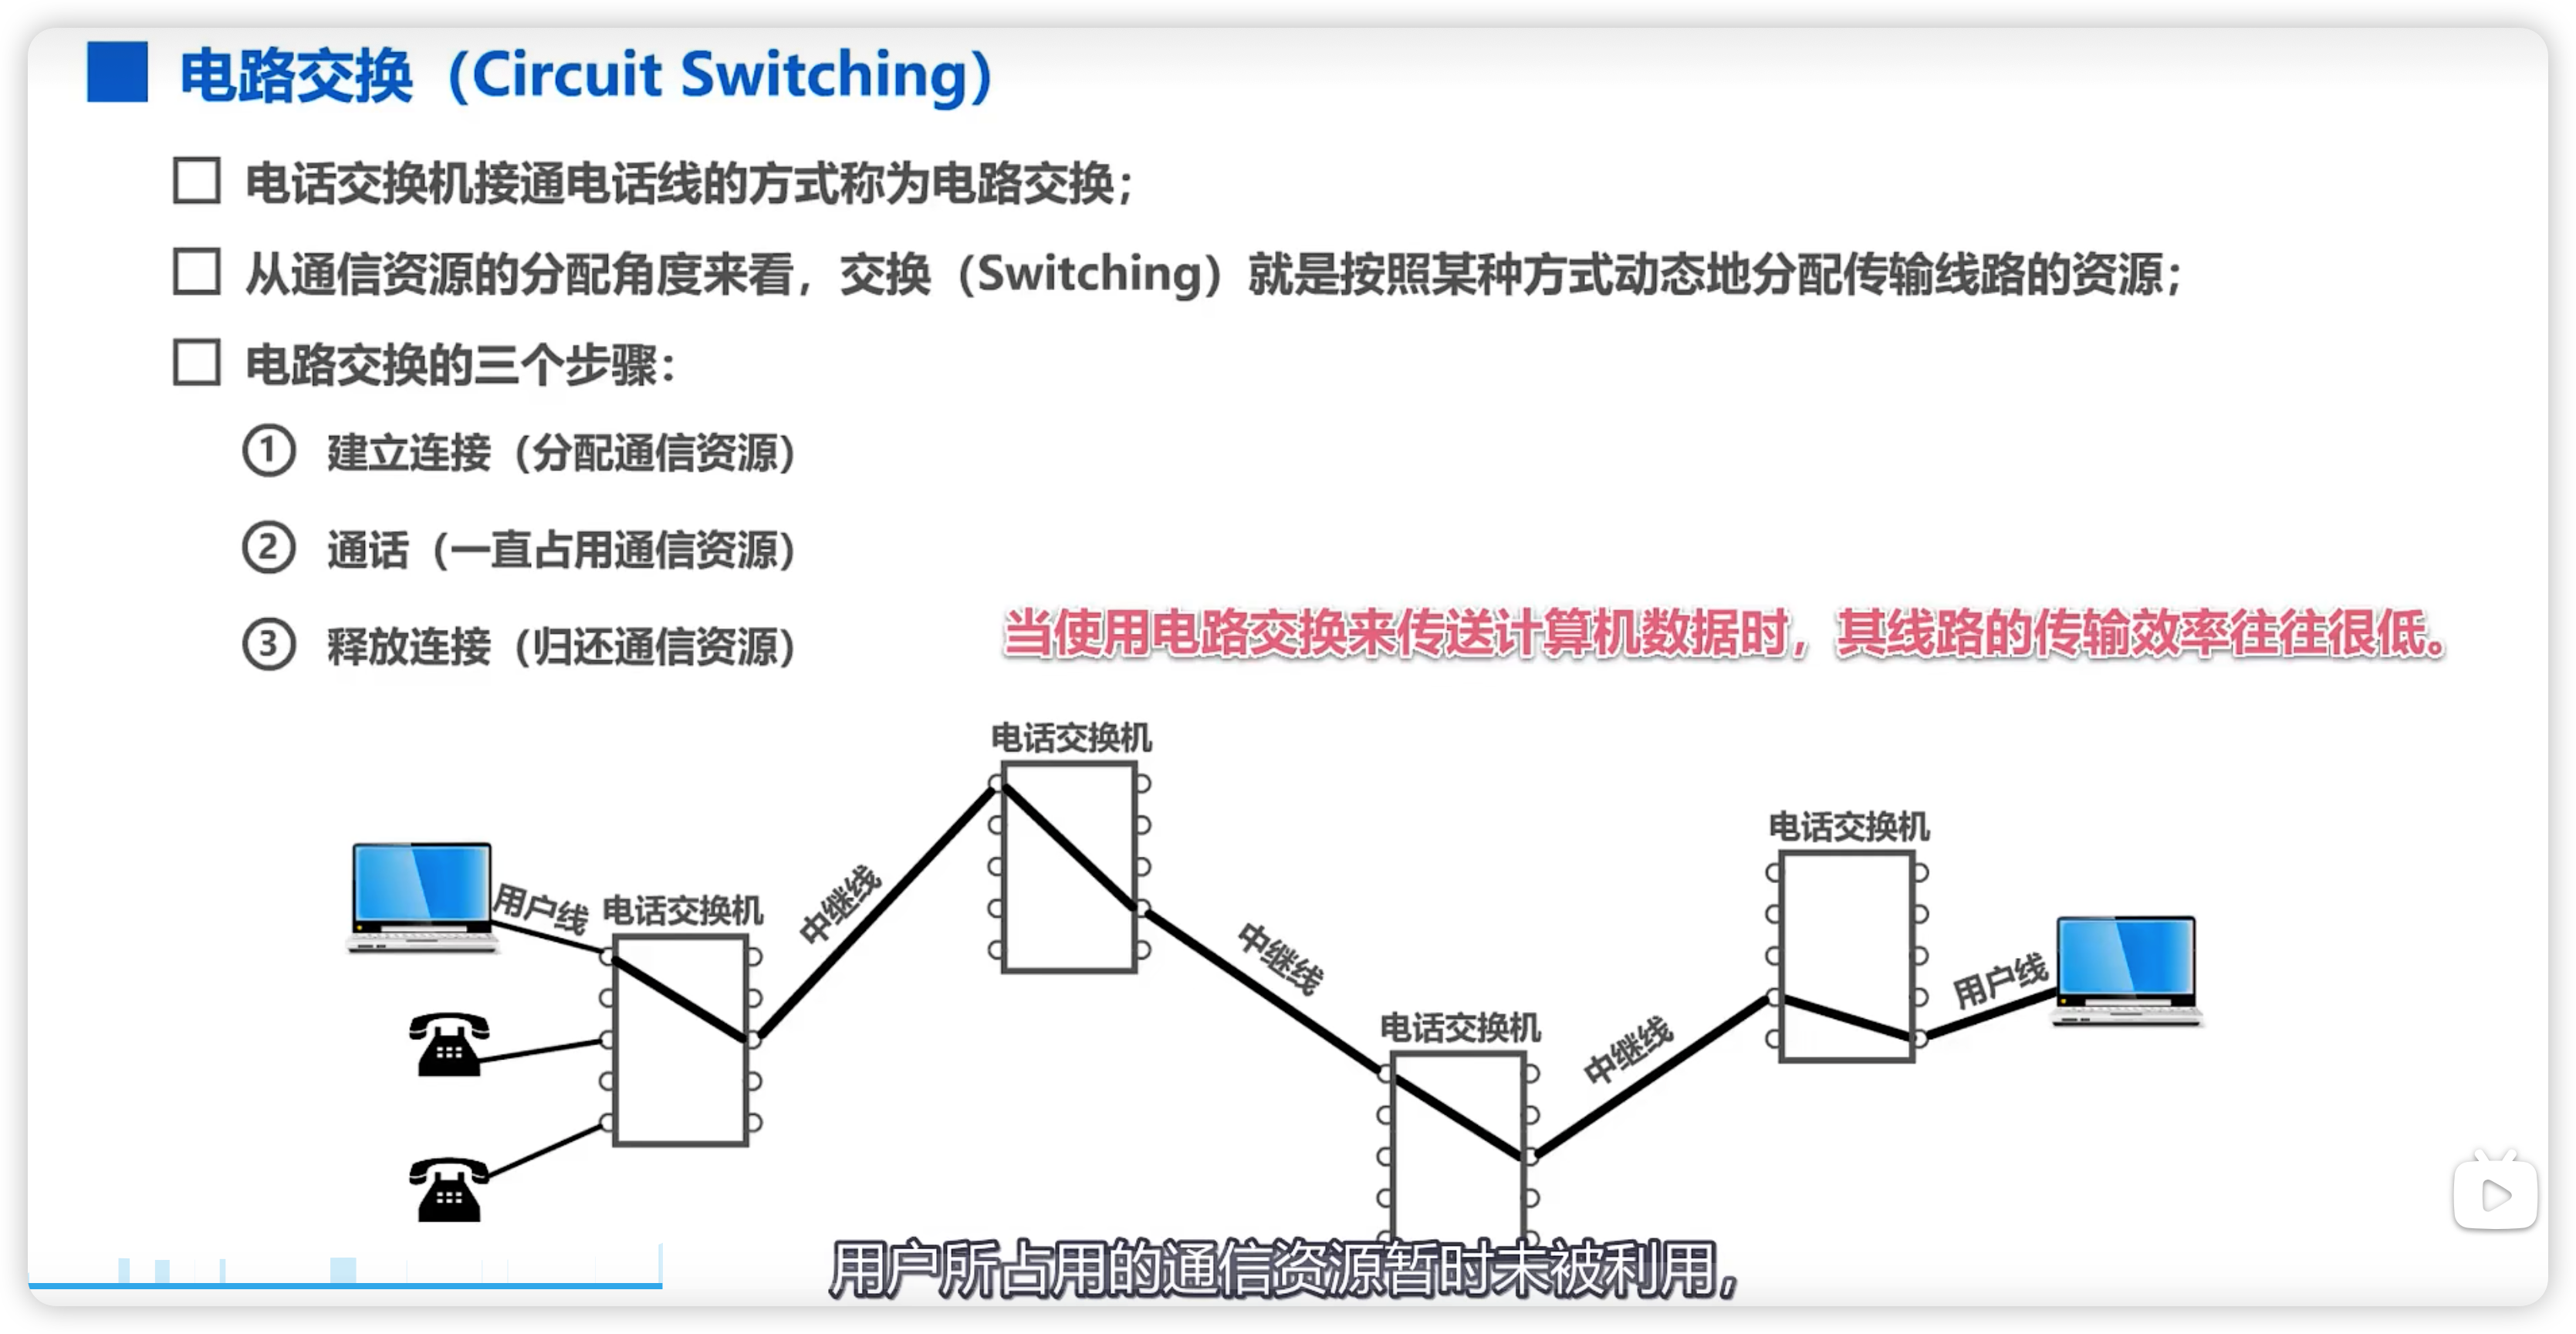 电路交换（Circuit Switching）
电话交换机接通电话线的方式称为电路交换；
从通信资源的分配角度来看，交换（Switching）就是按照某种方式动态地分配传输线路的资源；
电路交换的三个步骤：
① 建立连接（分配通信资源）
② 通话（一直占用通信资源）
③ 释放连接（归还通信资源）
当使用电路交换来传送计算机数据时，其线路的传输效率往往很低。
电话交换机
电话交换机
用户线
电话交换机
中继线
中继线
用户线
电话交换机
中继线
用户所占用的通信资源暂时未被利用，